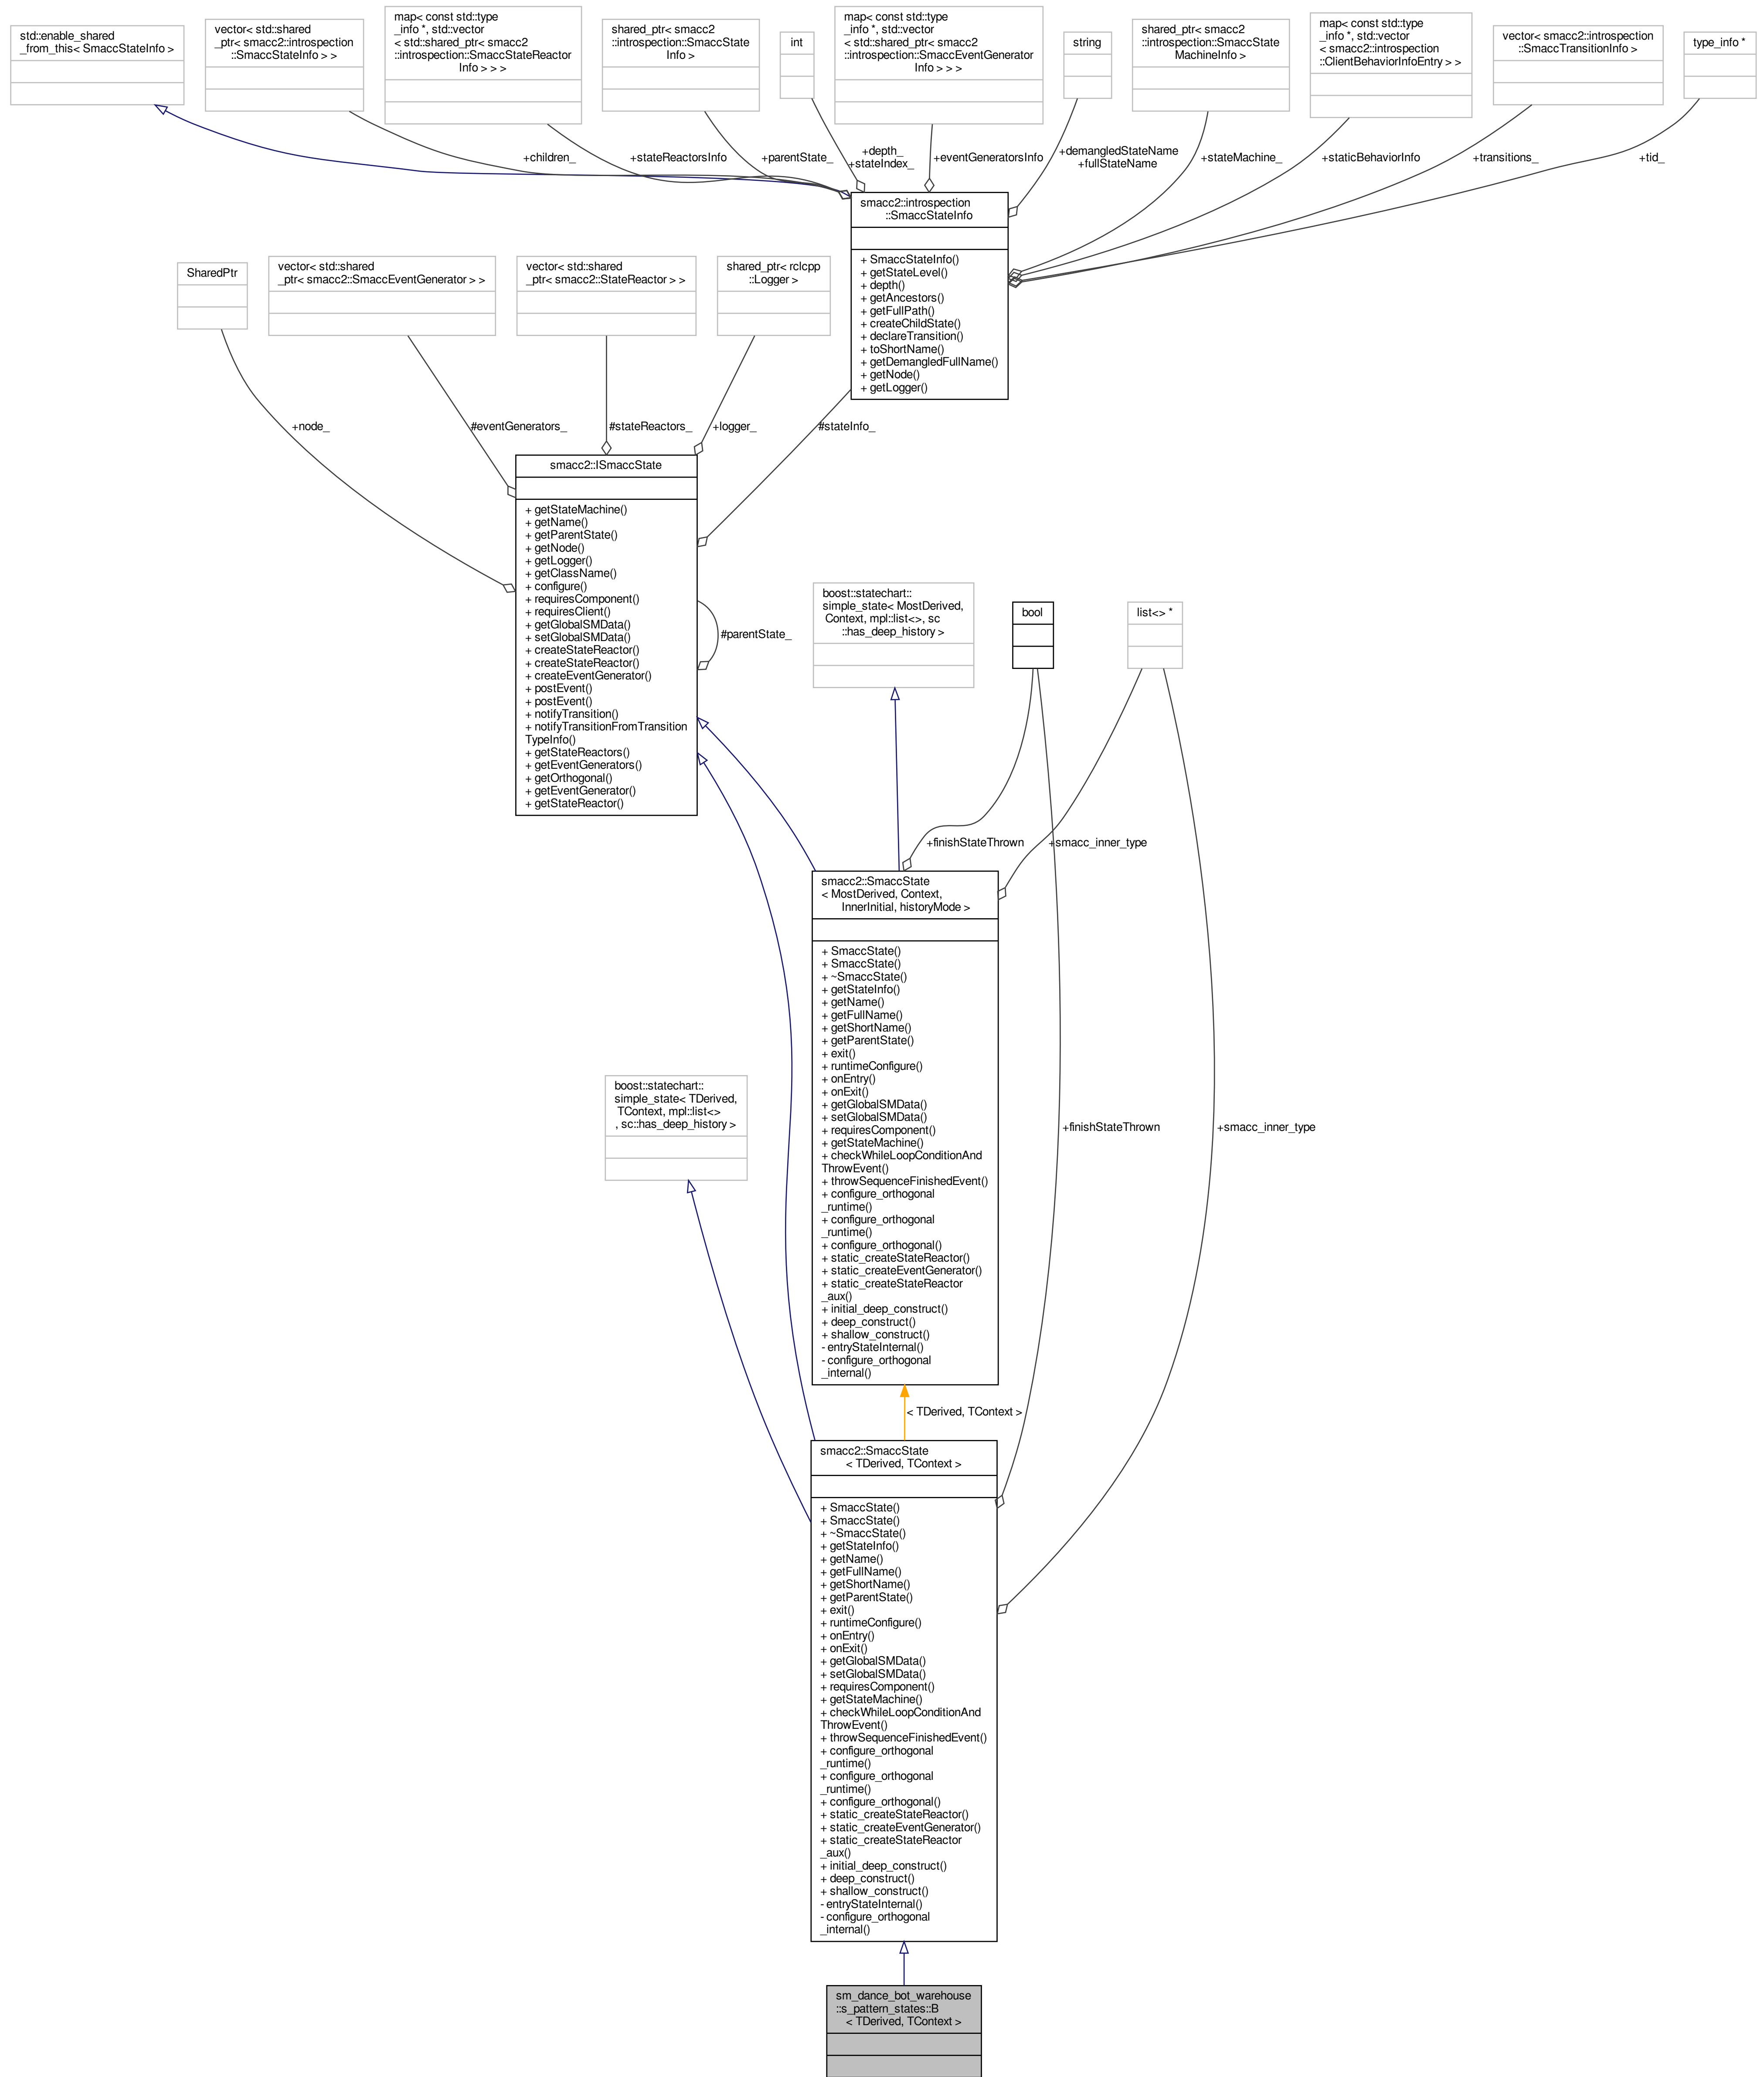 std::enable_shared
_from_this< SmaccStateInfo >
vector< std::shared
_ptr< smacc2::introspection
::SmaccStateInfo > >
map< const std::type
_info *, std::vector
< std::shared_ptr< smacc2
::introspection::SmaccStateReactor
Info > > >
shared_ptr< smacc2
::introspection::SmaccState
Info >
int
map< const std::type
_info *, std::vector
< std::shared_ptr< smacc2
::introspection::SmaccEventGenerator
Info > > >
string
shared_ptr< smacc2
::introspection::SmaccState
MachineInfo >
map< const std::type
_info *, std::vector
< smacc2::introspection
::ClientBehaviorInfoEntry > >
vector< smacc2::introspection
::SmaccTransitionInfo >
type_info *
+children_
+stateReactorsInfo
+parentState_
+depth_
+stateIndex_
+eventGeneratorsInfo
+demangledStateName
+fullStateName
+stateMachine_
+staticBehaviorInfo
+transitions_
+tid_
smacc2::introspection
::SmaccStateInfo
+ SmaccStateInfo()
+ getStateLevel()
+ depth()
+ getAncestors()
+ getFullPath()
+ createChildState()
+ declareTransition()
+ toShortName()
+ getDemangledFullName()
+ getNode()
+ getLogger()
SharedPtr
vector< std::shared
_ptr< smacc2::SmaccEventGenerator > >
vector< std::shared
_ptr< smacc2::StateReactor > >
shared_ptr< rclcpp
::Logger >
+node_
#eventGenerators_
#stateReactors_
+logger_
#stateInfo_
smacc2::ISmaccState
+ getStateMachine()
+ getName()
+ getParentState()
+ getNode()
+ getLogger()
+ getClassName()
+ configure()
+ requiresComponent()
+ requiresClient()
+ getGlobalSMData()
+ setGlobalSMData()
+ createStateReactor()
+ createStateReactor()
+ createEventGenerator()
+ postEvent()
+ postEvent()
+ notifyTransition()
+ notifyTransitionFromTransition
TypeInfo()
+ getStateReactors()
+ getEventGenerators()
+ getOrthogonal()
+ getEventGenerator()
+ getStateReactor()
#parentState_
boost::statechart::
simple_state< MostDerived,
Context, mpl::list<>, sc
::has_deep_history >
bool
list<> *
+finishStateThrown
+smacc_inner_type
smacc2::SmaccState
< MostDerived, Context,
InnerInitial, historyMode >
+ SmaccState()
+ SmaccState()
+ ~SmaccState()
+ getStateInfo()
+ getName()
+ getFullName()
+ getShortName()
+ getParentState()
+ exit()
+ runtimeConfigure()
+ onEntry()
+ onExit()
+ getGlobalSMData()
+ setGlobalSMData()
+ requiresComponent()
+ getStateMachine()
+ checkWhileLoopConditionAnd
ThrowEvent()
+ throwSequenceFinishedEvent()
+ configure_orthogonal
_runtime()
+ configure_orthogonal
_runtime()
+ configure_orthogonal()
+ static_createStateReactor()
+ static_createEventGenerator()
+ static_createStateReactor
_aux()
+ initial_deep_construct()
+ deep_construct()
+ shallow_construct()
- entryStateInternal()
- configure_orthogonal
_internal()
boost::statechart::
simple_state< TDerived,
TContext, mpl::list<>
, sc::has_deep_history >
+finishStateThrown
+smacc_inner_type
< TDerived, TContext >
smacc2::SmaccState
< TDerived, TContext >
+ SmaccState()
+ SmaccState()
+ ~SmaccState()
+ getStateInfo()
+ getName()
+ getFullName()
+ getShortName()
+ getParentState()
+ exit()
+ runtimeConfigure()
+ onEntry()
+ onExit()
+ getGlobalSMData()
+ setGlobalSMData()
+ requiresComponent()
+ getStateMachine()
+ checkWhileLoopConditionAnd
ThrowEvent()
+ throwSequenceFinishedEvent()
+ configure_orthogonal
_runtime()
+ configure_orthogonal
_runtime()
+ configure_orthogonal()
+ static_createStateReactor()
+ static_createEventGenerator()
+ static_createStateReactor
_aux()
+ initial_deep_construct()
+ deep_construct()
+ shallow_construct()
- entryStateInternal()
- configure_orthogonal
_internal()
sm_dance_bot_warehouse
::s_pattern_states::B
< TDerived, TContext >